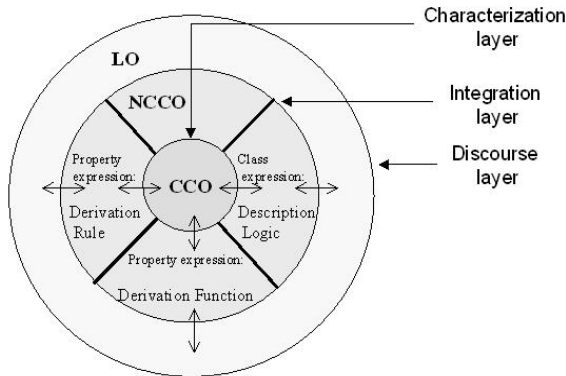 Characterization
layer
LO
NCCO
Integration
layer
Discourse
layer
Property
expression:
Class
expression:
CCO
Derivation
Rule
Description
Logic
Property expression:
Derivation Function